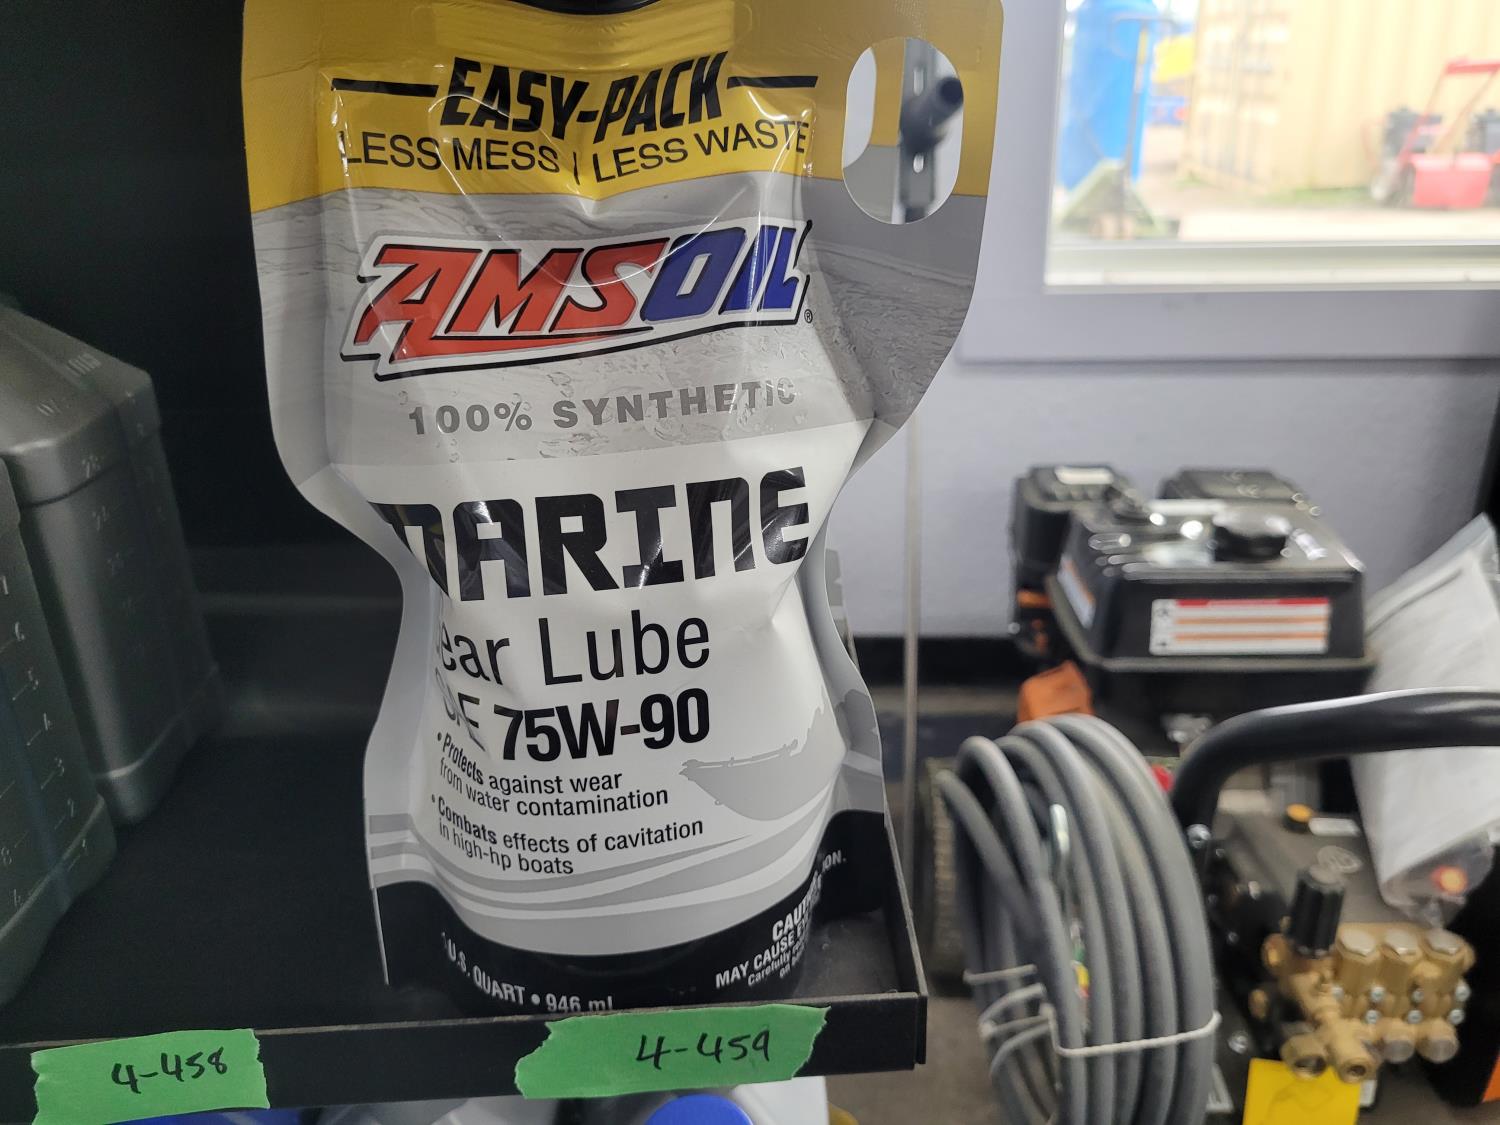 EASY-PACK
LESS MESS | LESS WASTE
AMSOIL®
100% SYNTHETIC
MARINE
ear Lube
SAE 75W-90
• Protects against wear
from water contamination
• Combats effects of cavitation
in high-hp boats
U.S. QUART • 946 ml
MAY CAUSE
4-458
4-459